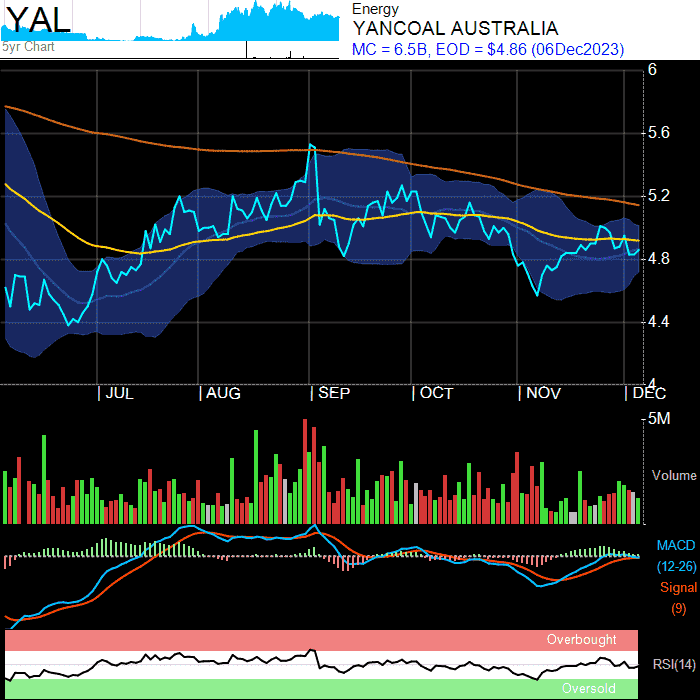 YAL
5yr Chart
Energy
YANCOAL AUSTRALIA
MC = 6.5B, EOD = $4.86 (06Dec2023)
6
5.6
5.2
4.8
4.4
4
JUL AUG SEP OCT NOV DEC
5M
Volume
MACD
(12-26)
Signal
(9)
Overbought
RSI(14)
Oversold